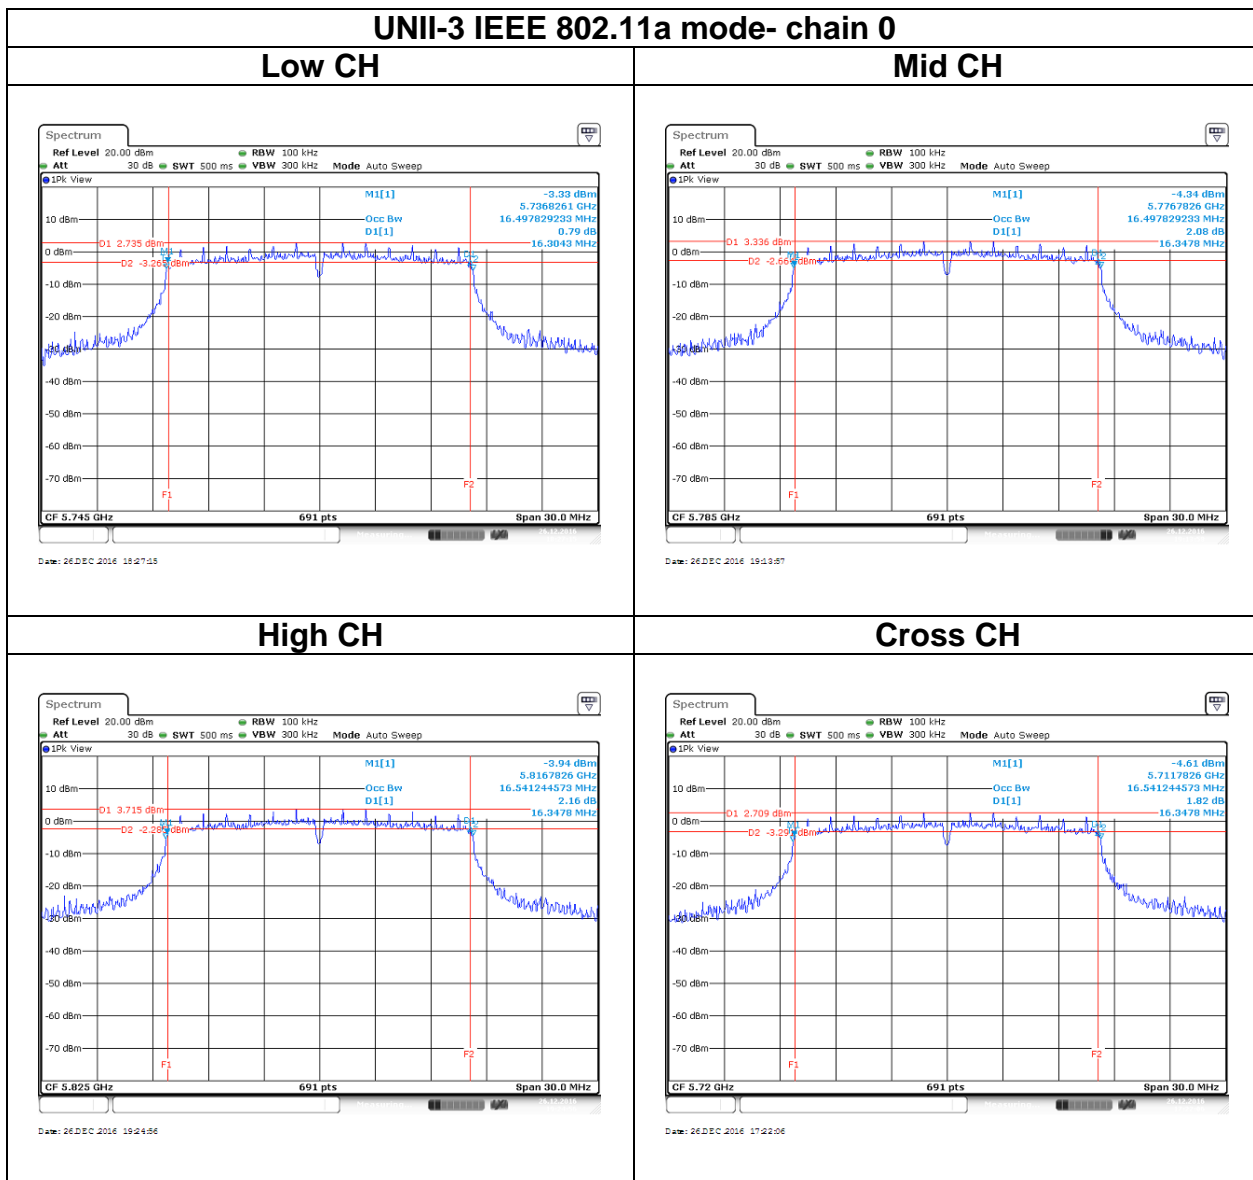 UNII-3 IEEE 802.11a mode- chain 0
Low CH
Mid CH
Spectrum
Ref Level 20.00 dBm RBW 100 kHz
Att 30 dB SWT 500 ms VBW 300 kHz Mode Auto Sweep
1Pk View
M1[1] -3.33 dBm
5.7368261 GHz
10 dBm
Occ Bw 16.497829233 MHz
D1[1] 0.79 dB
D1 2.735 dBm
16.3043 MHz
0 dBm
D2 -3.265 dBm
-10 dBm
-20 dBm
-30 dBm
-40 dBm
-50 dBm
-60 dBm
-70 dBm
F1
F2
CF 5.745 GHz 691 pts Span 30.0 MHz
Date: 26.DEC.2016
Spectrum
Ref Level 20.00 dBm RBW 100 kHz
Att 30 dB SWT 500 ms VBW 300 kHz Mode Auto Sweep
1Pk View
M1[1] -4.34 dBm
5.7767826 GHz
10 dBm
Occ Bw 16.497829233 MHz
D1[1] 2.08 dB
D1 3.336 dBm
16.3478 MHz
0 dBm
D2 -2.66 dBm
-10 dBm
-20 dBm
-30 dBm
-40 dBm
-50 dBm
-60 dBm
-70 dBm
F1
F2
CF 5.785 GHz 691 pts Span 30.0 MHz
Date: 26.DEC.2016 19:13:57
High CH
Cross CH
Spectrum
Ref Level 20.00 dBm RBW 100 kHz
Att 30 dB SWT 500 ms VBW 300 kHz Mode Auto Sweep
1Pk View
M1[1] -3.94 dBm
5.8167826 GHz
10 dBm
Occ Bw 16.541244573 MHz
D1[1] 2.16 dB
D1 3.715 dBm
16.3478 MHz
0 dBm
D2 -2.285 dBm
-10 dBm
-20 dBm
-30 dBm
-40 dBm
-50 dBm
-60 dBm
-70 dBm
F1
F2
CF 5.825 GHz 691 pts Span 30.0 MHz
Date: 26.DEC.2016 19:24:56
Spectrum
Ref Level 20.00 dBm RBW 100 kHz
Att 30 dB SWT 500 ms VBW 300 kHz Mode Auto Sweep
1Pk View
M1[1] -4.61 dBm
5.7117826 GHz
10 dBm
Occ Bw 16.541244573 MHz
D1[1] 1.82 dB
D1 2.709 dBm
16.3478 MHz
0 dBm
D2 -3.291 dBm
-10 dBm
-20 dBm
-30 dBm
-40 dBm
-50 dBm
-60 dBm
-70 dBm
F1
F2
CF 5.72 GHz 691 pts Span 30.0 MHz
Date: 26.DEC.2016 17:22:06